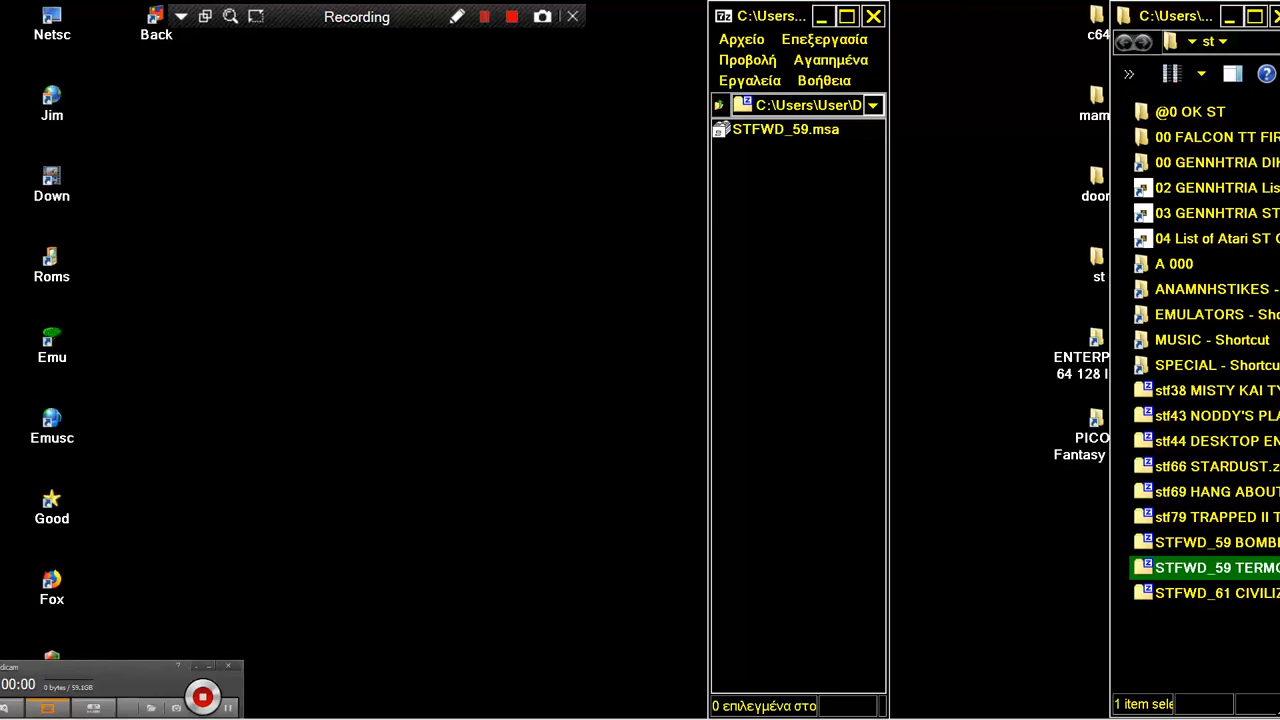 Netsc
Back
Recording
Jim
Down
Roms
Emu
Emusc
Good
Fox
dicam
00:00
0 bytes / 59.1GB
C:\Users...
Αρχείο Επεξεργασία
Προβολή Αγαπημένα
Εργαλεία Βοήθεια
C:\Users\User\D
STFWD_59.msa
0 επιλεγμένα στο
c64
mam
door
st
ENTERP
64 128 I
PICO
Fantasy
C:\Users\...
st
@0 OK ST
00 FALCON TT FIR
00 GENNHTRIA DIK
02 GENNHTRIA Lis
03 GENNHTRIA ST
04 List of Atari ST
A 000
ANAMNHSTIKES -
EMULATORS - Sho
MUSIC - Shortcut
SPECIAL - Shortcu
stf38 MISTY KAI TY
stf43 NODDY'S PLA
stf44 DESKTOP EN
stf66 STARDUST.z
stf69 HANG ABOUT
stf79 TRAPPED II T
STFWD_59 BOMBI
STFWD_59 TERMO
STFWD_61 CIVILIZ
1 item sele